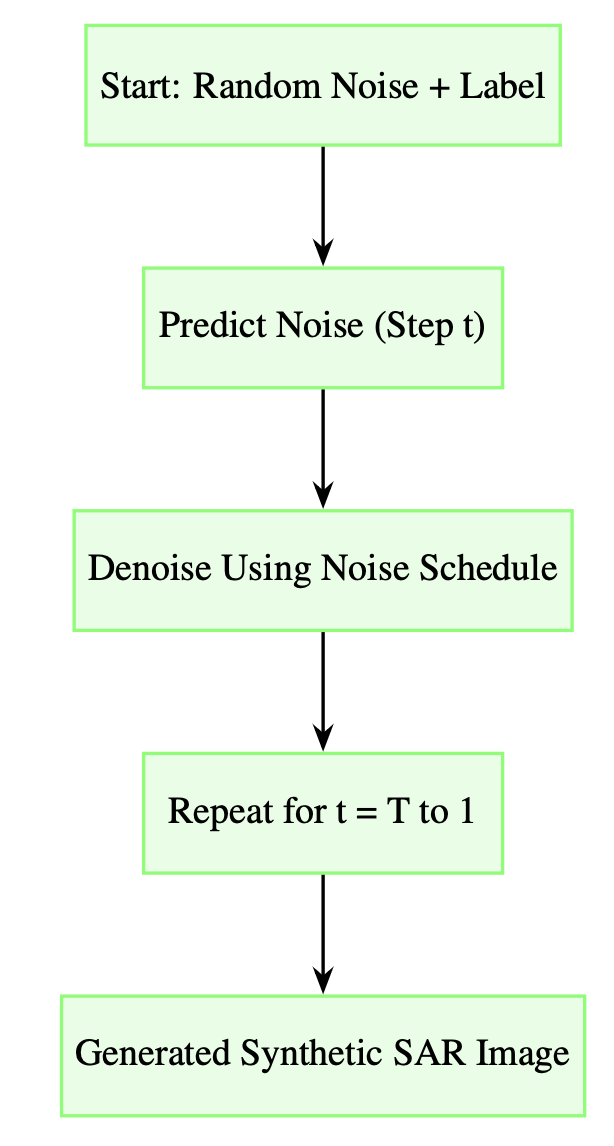 Start: Random Noise + Label
Predict Noise (Step t)
Denoise Using Noise Schedule
Repeat for t = T to 1
Generated Synthetic SAR Image